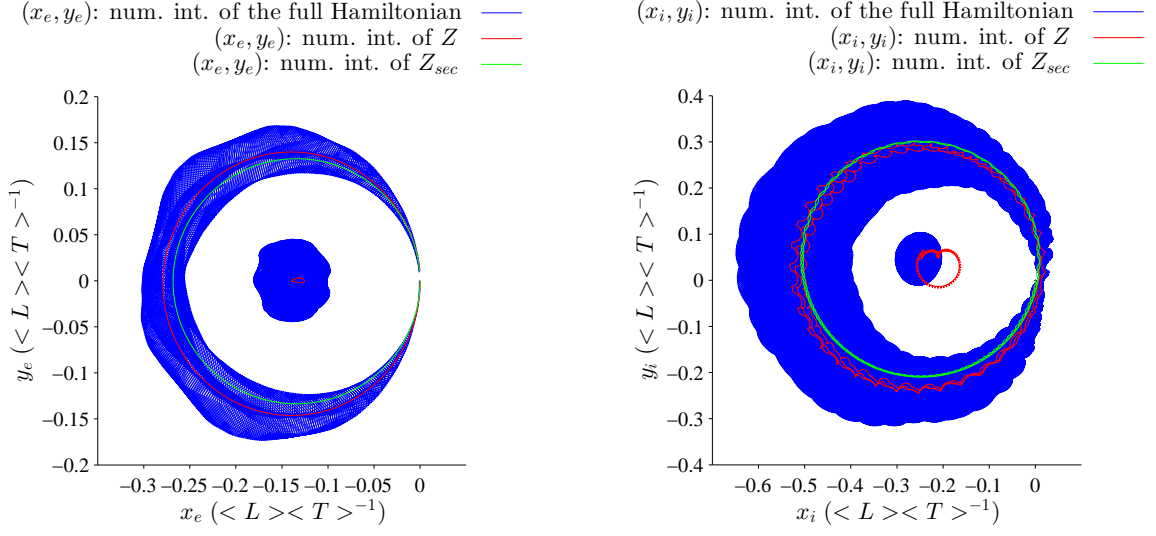 (x_e, y_e): num. int. of the full Hamiltonian
(x_e, y_e): num. int. of Z
(x_e, y_e): num. int. of Z_{sec}
0.2
0.15
0.1
0.05
0
−0.05
−0.1
−0.15
−0.2
y_e (< L >< T >^{−1})
−0.3 −0.25 −0.2 −0.15 −0.1 −0.05 0
x_e (< L >< T >^{−1})
(x_i, y_i): num. int. of the full Hamiltonian
(x_i, y_i): num. int. of Z
(x_i, y_i): num. int. of Z_{sec}
0.4
0.3
0.2
0.1
0
−0.1
−0.2
−0.3
−0.4
y_i (< L >< T >^{−1})
−0.6 −0.5 −0.4 −0.3 −0.2 −0.1 0
x_i (< L >< T >^{−1})